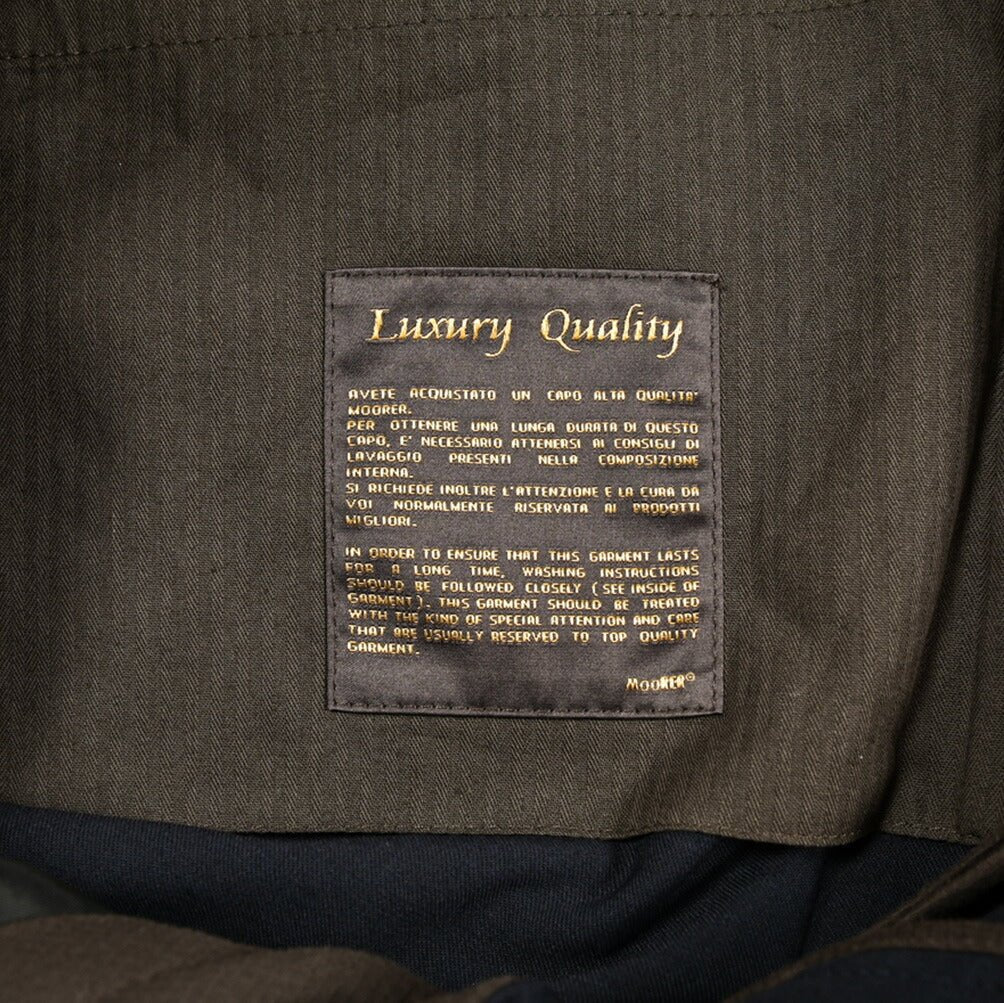 Luxury Quality
AVETE ACQUISTATO UN CAPO ALTA QUALITA'
MOORER.
PER OTTENERE UNA LUNGA DURATA DI QUESTO
CAPO, E' NECESSARIO ATTENERSI AI CONSIGLI DI
LAVAGGIO PRESENTI NELLA COMPOSIZIONE
INTERNA.
SI RICHIEDE INOLTRE L'ATTENZIONE E LA CURA DA
VOI NORMALMENTE RISERVATA AI PRODOTTI
MIGLIORI.
IN ORDER TO ENSURE THAT THIS GARMENT LASTS
FOR A LONG TIME, WASHING INSTRUCTIONS
SHOULD BE FOLLOWED CLOSELY (SEE INSIDE OF
GARMENT). THIS GARMENT SHOULD BE TREATED
WITH THE KIND OF SPECIAL ATTENTION AND CARE
THAT ARE USUALLY RESERVED TO TOP QUALITY
GARMENT.
MOORER®